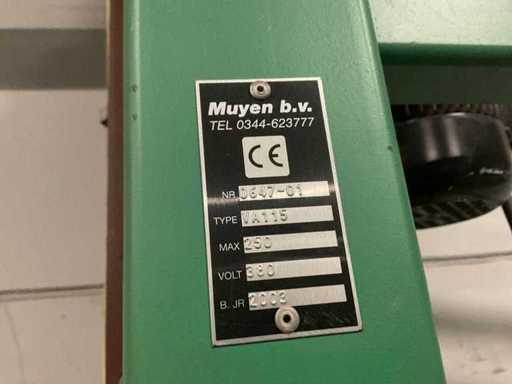 Muyen b.v.
TEL 0344-623777
CE
NR. 0647-01
TYPE VA115
MAX 250
VOLT 380
B. JR 2003